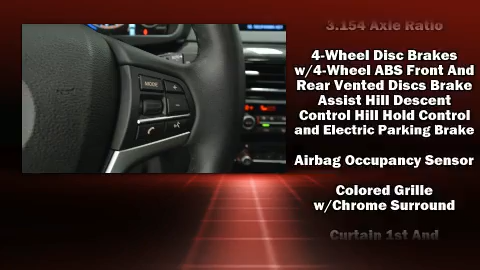 3.154 Axle Ratio
4-Wheel Disc Brakes
w/4-Wheel ABS Front And
Rear Vented Discs Brake
Assist Hill Descent
Control Hill Hold Control
and Electric Parking Brake
Airbag Occupancy Sensor
Colored Grille
w/Chrome Surround
Curtain 1st And
MODE